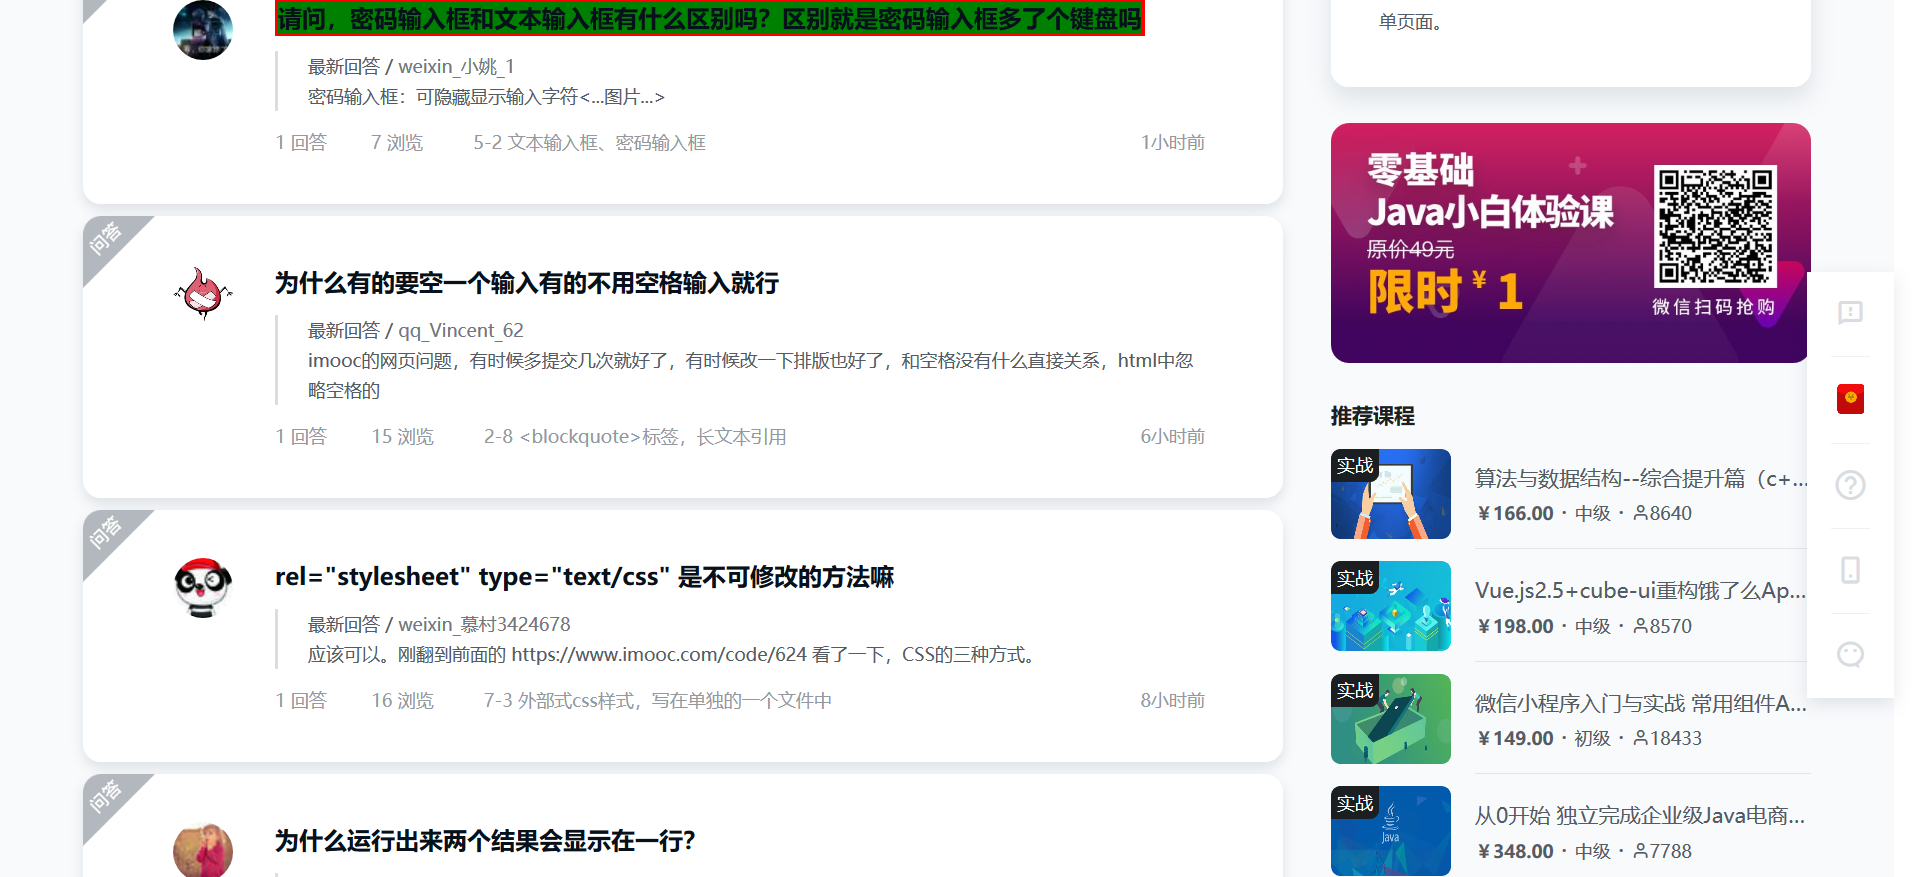 请问，密码输入框和文本输入框有什么区别吗？区别就是密码输入框多了个键盘吗
最新回答 / weixin_小姚_1
密码输入框：可隐藏显示输入字符<...图片...>
1 回答 7 浏览 5-2 文本输入框、密码输入框 1小时前
问答
为什么有的要空一个输入有的不用空格输入就行
最新回答 / qq_Vincent_62
imooc的网页问题，有时候多提交几次就好了，有时候改一下排版也好了，和空格没有什么直接关系，html中忽
略空格的
1 回答 15 浏览 2-8 <blockquote>标签，长文本引用 6小时前
问答
rel="stylesheet" type="text/css" 是不可修改的方法嘛
最新回答 / weixin_慕村3424678
应该可以。刚翻到前面的 https://www.imooc.com/code/624 看了一下，CSS的三种方式。
1 回答 16 浏览 7-3 外部式css样式，写在单独的一个文件中 8小时前
问答
为什么运行出来两个结果会显示在一行？
单页面。
零基础
Java小白体验课
原价49元
限时¥1
微信扫码抢购
推荐课程
实战
算法与数据结构--综合提升篇（c+...
￥166.00 · 中级 · 8640
实战
Vue.js2.5+cube-ui重构饿了么Ap...
￥198.00 · 中级 · 8570
实战
微信小程序入门与实战 常用组件A...
￥149.00 · 初级 · 18433
实战
Java
从0开始 独立完成企业级Java电商...
￥348.00 · 中级 · 7788